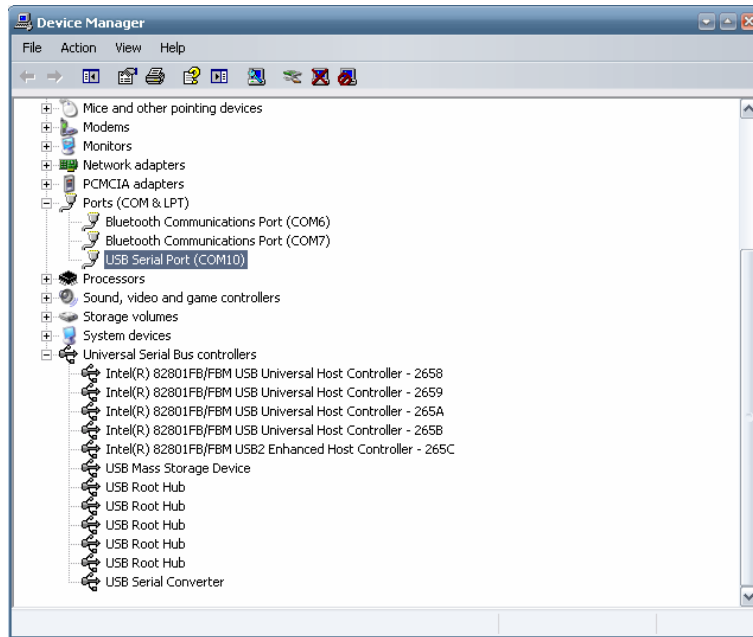 Device Manager
File Action View Help
Mice and other pointing devices
Modems
Monitors
Network adapters
PCMCIA adapters
Ports (COM & LPT)
Bluetooth Communications Port (COM6)
Bluetooth Communications Port (COM7)
USB Serial Port (COM10)
Processors
Sound, video and game controllers
Storage volumes
System devices
Universal Serial Bus controllers
Intel(R) 82801FB/FBM USB Universal Host Controller - 2658
Intel(R) 82801FB/FBM USB Universal Host Controller - 2659
Intel(R) 82801FB/FBM USB Universal Host Controller - 265A
Intel(R) 82801FB/FBM USB Universal Host Controller - 265B
Intel(R) 82801FB/FBM USB2 Enhanced Host Controller - 265C
USB Mass Storage Device
USB Root Hub
USB Root Hub
USB Root Hub
USB Root Hub
USB Root Hub
USB Serial Converter